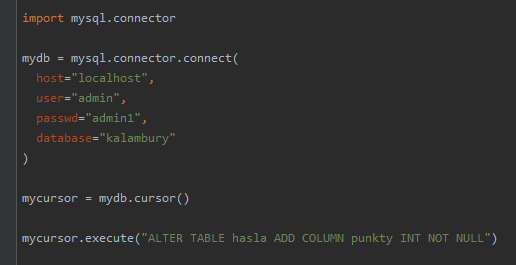 import mysql.connector
mydb = mysql.connector.connect(
host="localhost",
user="admin",
passwd="admin1",
database="kalambury"
)
mycursor = mydb.cursor()
mycursor.execute("ALTER TABLE hasla ADD COLUMN punkty INT NOT NULL")